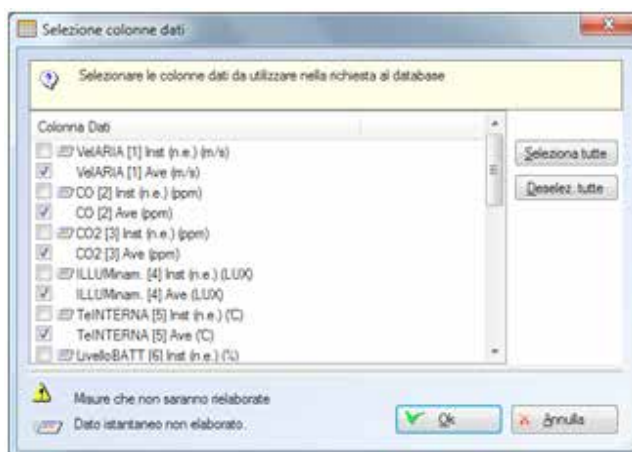 Selezione colonne dati
Selezionare le colonne dati da utilizzare nella richiesta al database
Colonna Dati
VelARIA [1] Inst (n.e.) (m/s)
VelARIA [1] Ave (m/s)
CO [2] Inst (n.e.) (ppm)
CO [2] Ave (ppm)
CO2 [3] Inst (n.e.) (ppm)
CO2 [3] Ave (ppm)
ILLUMinam. [4] Inst (n.e.) (LUX)
ILLUMinam. [4] Ave (LUX)
TeINTERNA [5] Inst (n.e.) (°C)
TeINTERNA [5] Ave (°C)
LivelloBATT [6] Inst (n.e.) (%)
Seleziona tutte
Deselez. tutte
Misure che non saranno rielaborate
Dato istantaneo non elaborato.
Ok
Annulla